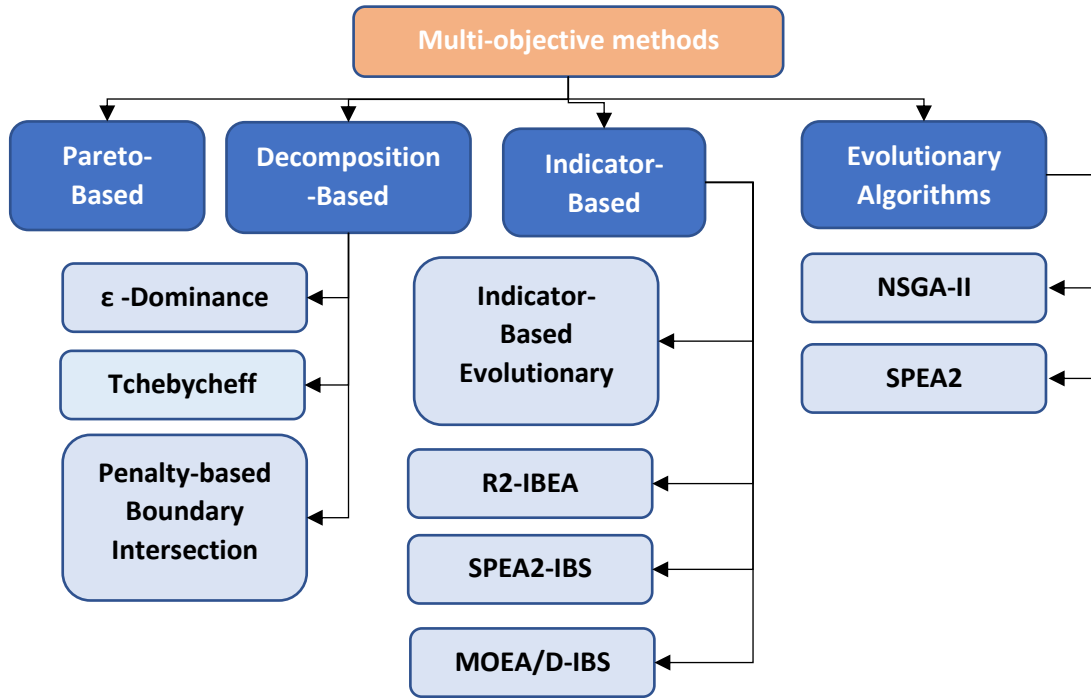 Multi-objective methods
Pareto-
Based
Decomposition
-Based
Indicator-
Based
Evolutionary
Algorithms
ε -Dominance
Tchebycheff
Penalty-based
Boundary
Intersection
Indicator-
Based
Evolutionary
R2-IBEA
SPEA2-IBS
MOEA/D-IBS
NSGA-II
SPEA2